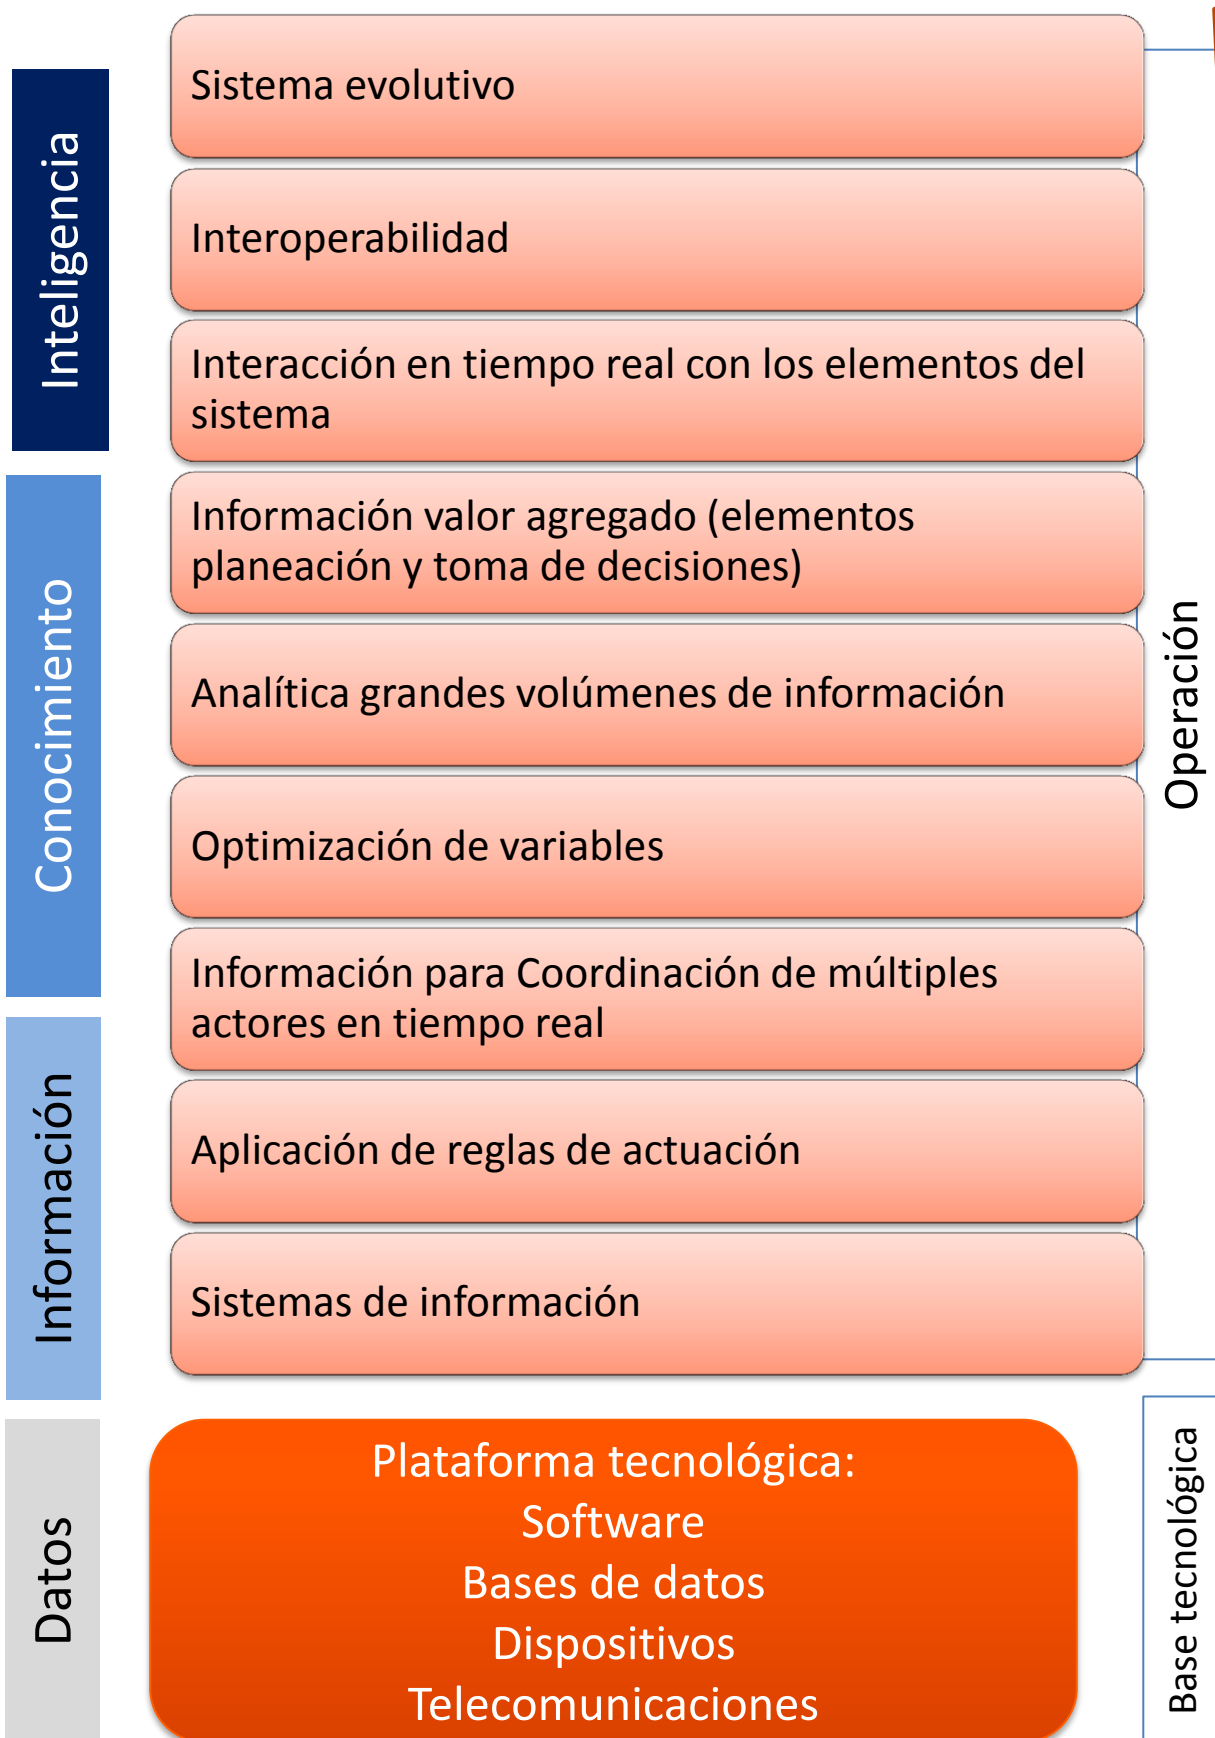 Inteligencia
Sistema evolutivo
Interoperabilidad
Interacción en tiempo real con los elementos del
sistema
Conocimiento
Información valor agregado (elementos
planeación y toma de decisiones)
Analítica grandes volúmenes de información
Optimización de variables
Información para Coordinación de múltiples
actores en tiempo real
Información
Aplicación de reglas de actuación
Sistemas de información
Operación
Datos
Plataforma tecnológica:
Software
Bases de datos
Dispositivos
Telecomunicaciones
Base tecnológica